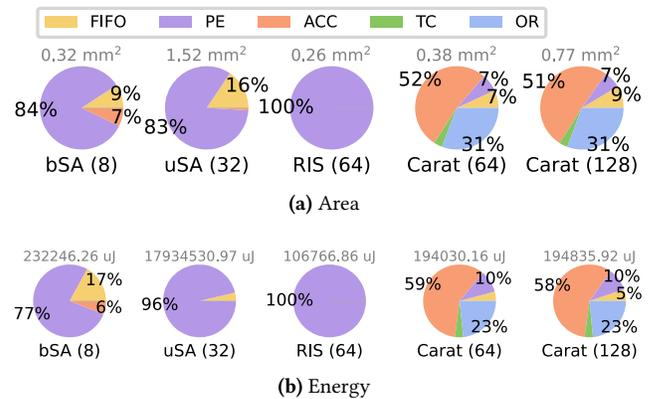 FIFO PE ACC TC OR
0.32 mm² 1.52 mm² 0.26 mm² 0.38 mm² 0.77 mm²
84% 9% 7% 83% 16% 100% 52% 7% 7% 31% 51% 7% 9% 31%
bSA (8) uSA (32) RIS (64) Carat (64) Carat (128)
(a) Area
232246.26 uJ 17934530.97 uJ 106766.86 uJ 194030.16 uJ 194835.92 uJ
77% 17% 6% 96% 100% 59% 10% 23% 58% 10% 5% 23%
bSA (8) uSA (32) RIS (64) Carat (64) Carat (128)
(b) Energy